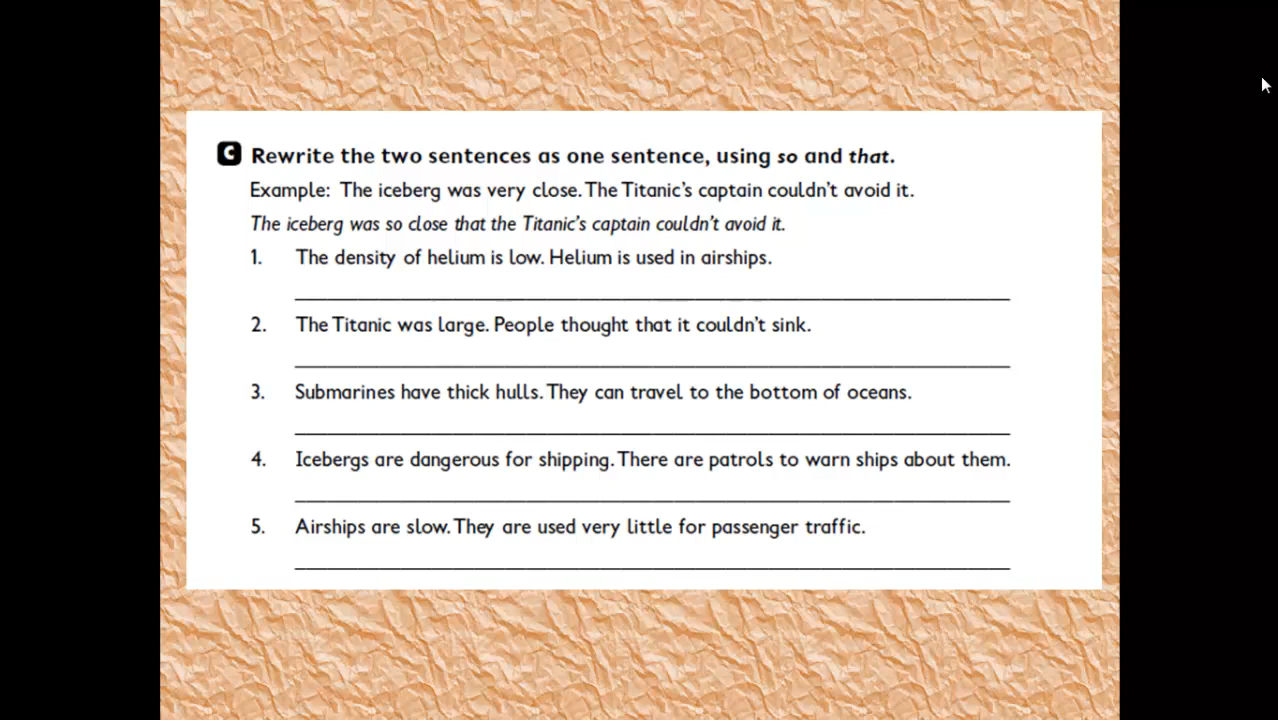 C Rewrite the two sentences as one sentence, using so and that.
Example: The iceberg was very close. The Titanic's captain couldn't avoid it.
The iceberg was so close that the Titanic's captain couldn't avoid it.
1. The density of helium is low. Helium is used in airships.
2. The Titanic was large. People thought that it couldn't sink.
3. Submarines have thick hulls. They can travel to the bottom of oceans.
4. Icebergs are dangerous for shipping. There are patrols to warn ships about them.
5. Airships are slow. They are used very little for passenger traffic.